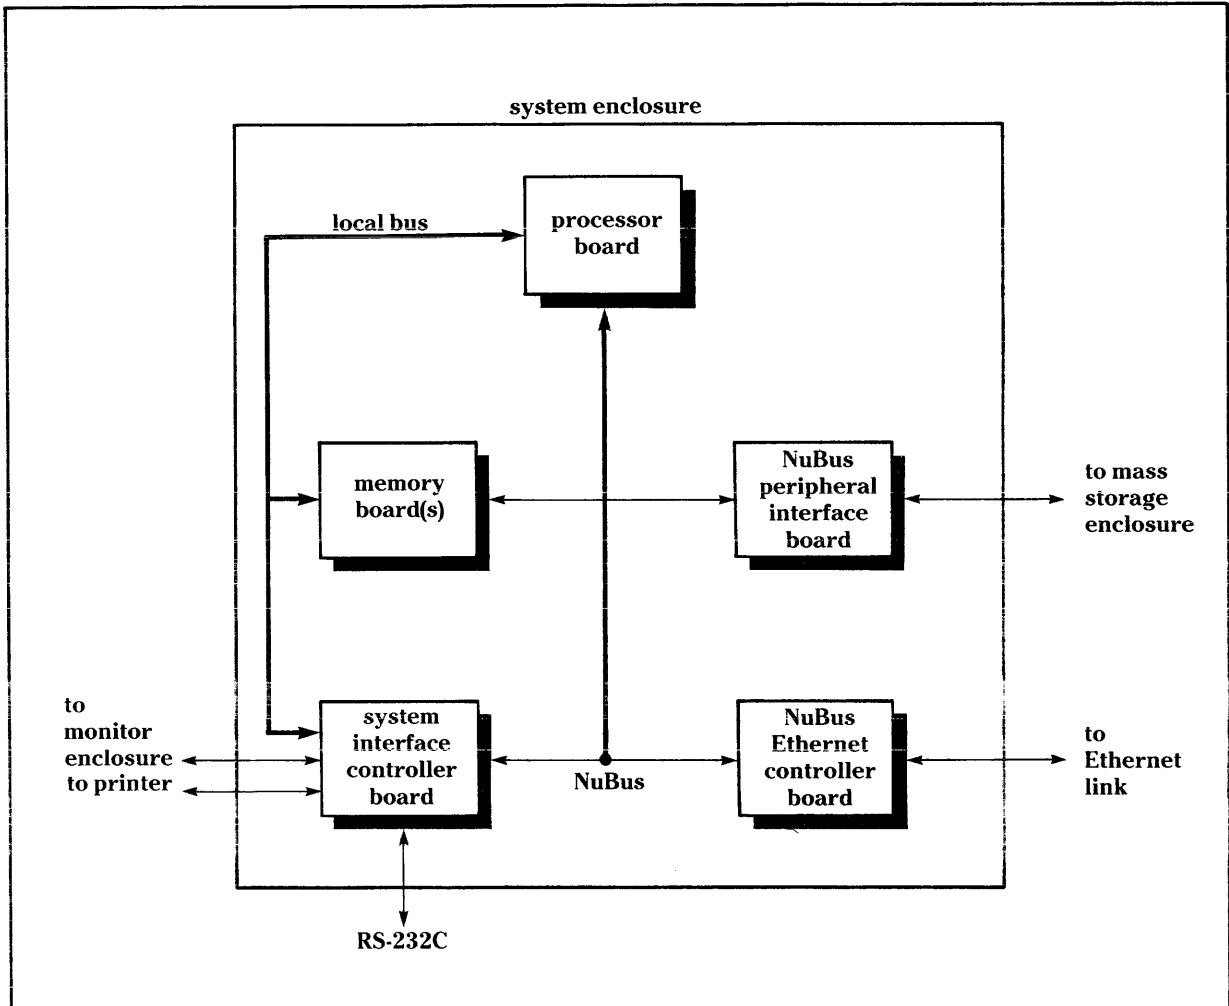 system enclosure
local bus
processor
board
memory
board(s)
NuBus
peripheral
interface
board
to mass
storage
enclosure
to
monitor
enclosure
to printer
system
interface
controller
board
NuBus
NuBus
Ethernet
controller
board
to
Ethernet
link
RS-232C